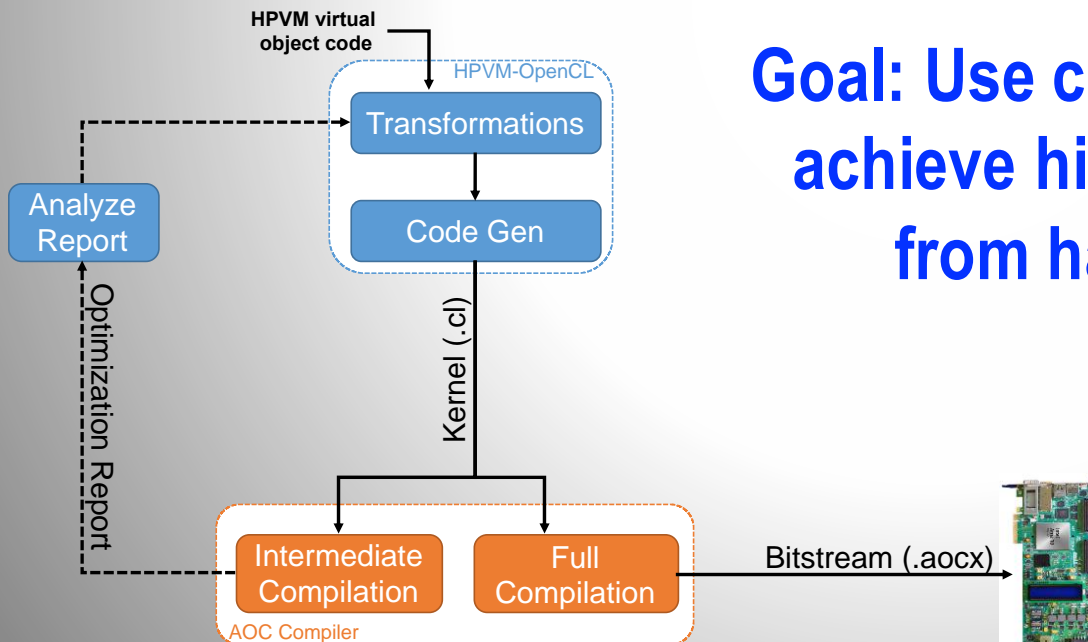 HPVM virtual
object code
HPVM-OpenCL
Transformations
Code Gen
Analyze
Report
Optimization Report
Kernel (.cl)
Intermediate
Compilation
Full
Compilation
AOC Compiler
Bitstream (.aocx)
Goal: Use c
achieve hi
from ha